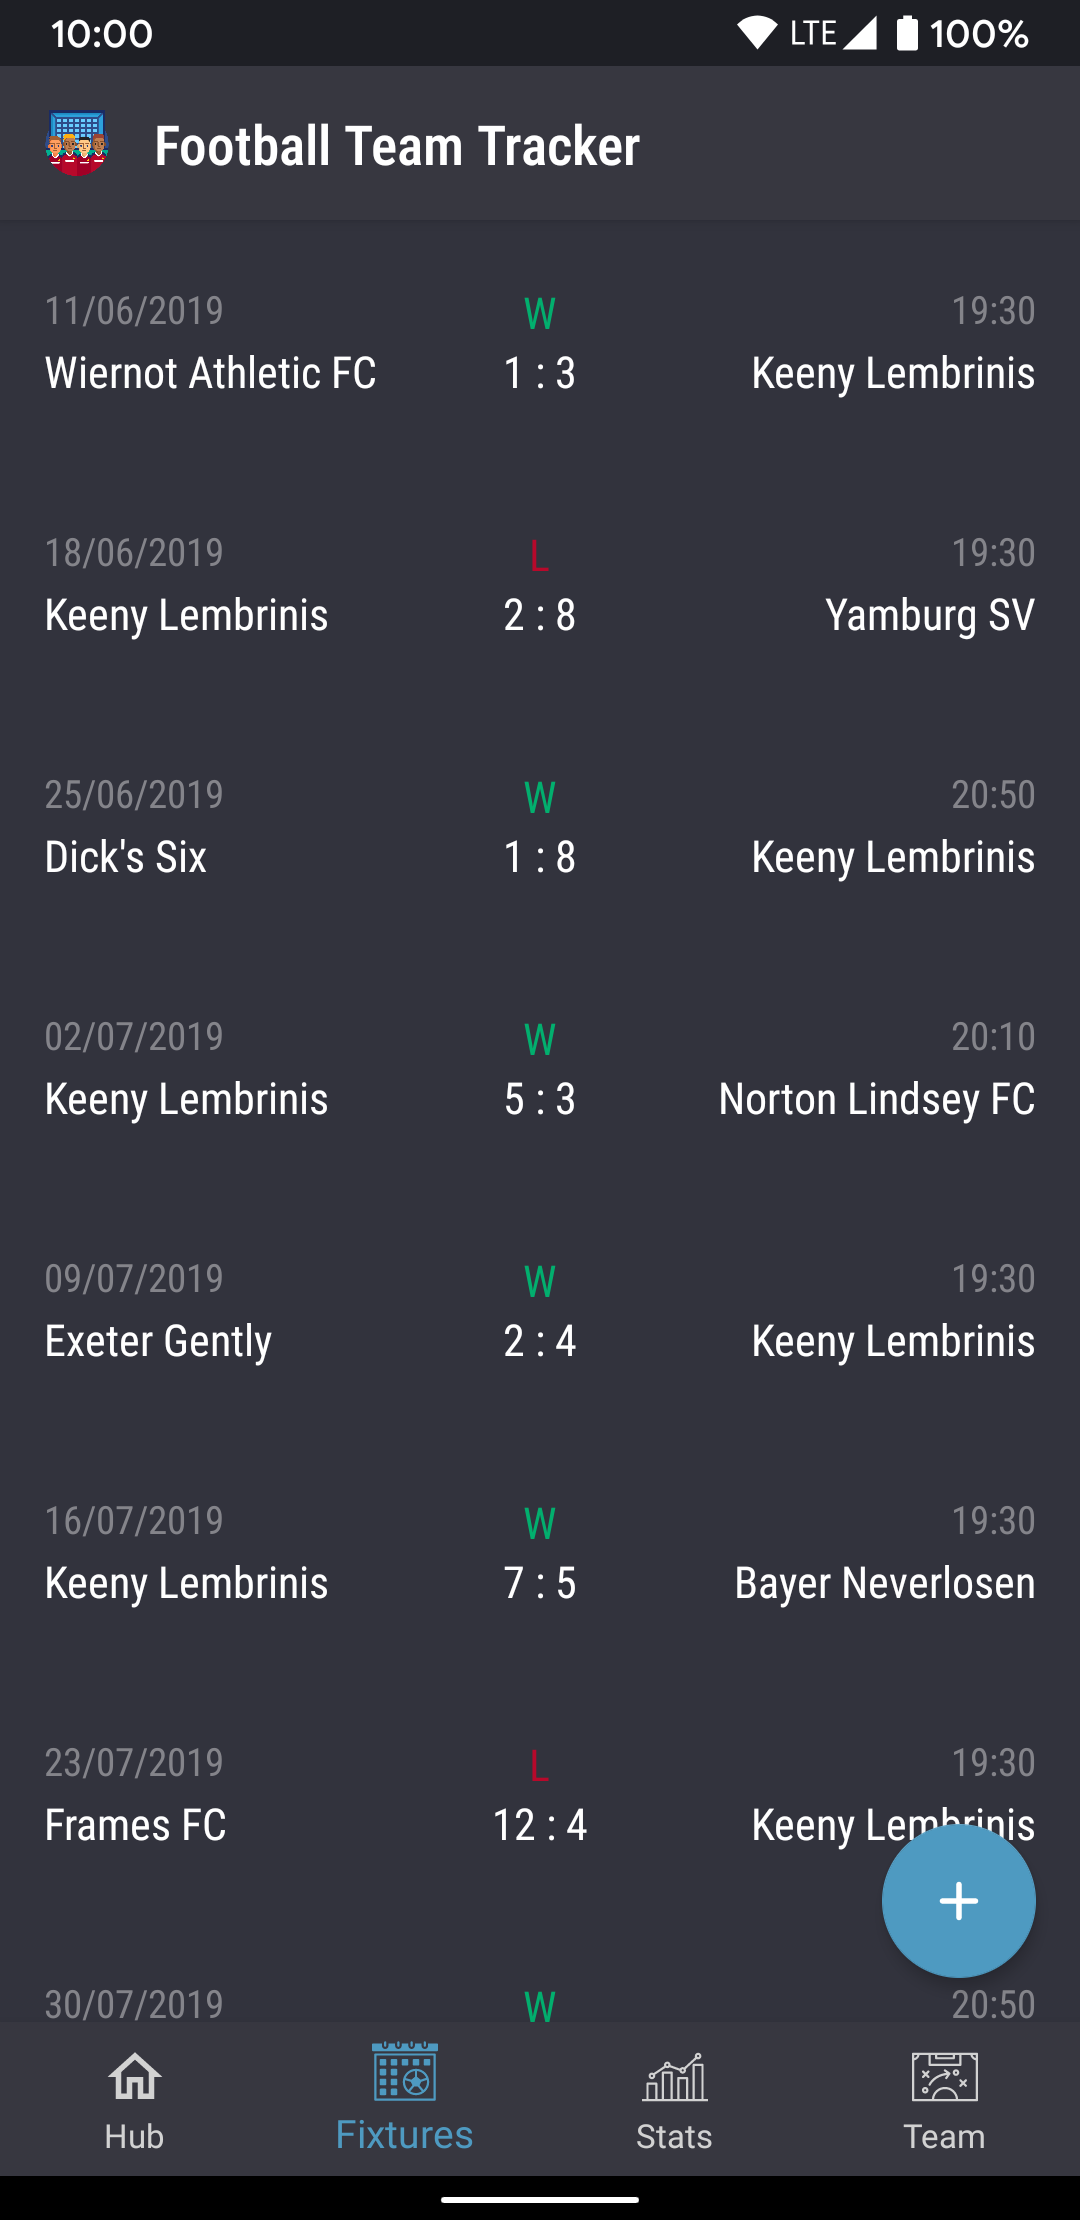 10:00 LTE 100%
Football Team Tracker
11/06/2019 W 19:30
Wiernot Athletic FC 1 : 3 Keeny Lembrinis
18/06/2019 L 19:30
Keeny Lembrinis 2 : 8 Yamburg SV
25/06/2019 W 20:50
Dick's Six 1 : 8 Keeny Lembrinis
02/07/2019 W 20:10
Keeny Lembrinis 5 : 3 Norton Lindsey FC
09/07/2019 W 19:30
Exeter Gently 2 : 4 Keeny Lembrinis
16/07/2019 W 19:30
Keeny Lembrinis 7 : 5 Bayer Neverlosen
23/07/2019 L 19:30
Frames FC 12 : 4 Keeny Lembrinis
30/07/2019 W 20:50
Hub Fixtures Stats Team